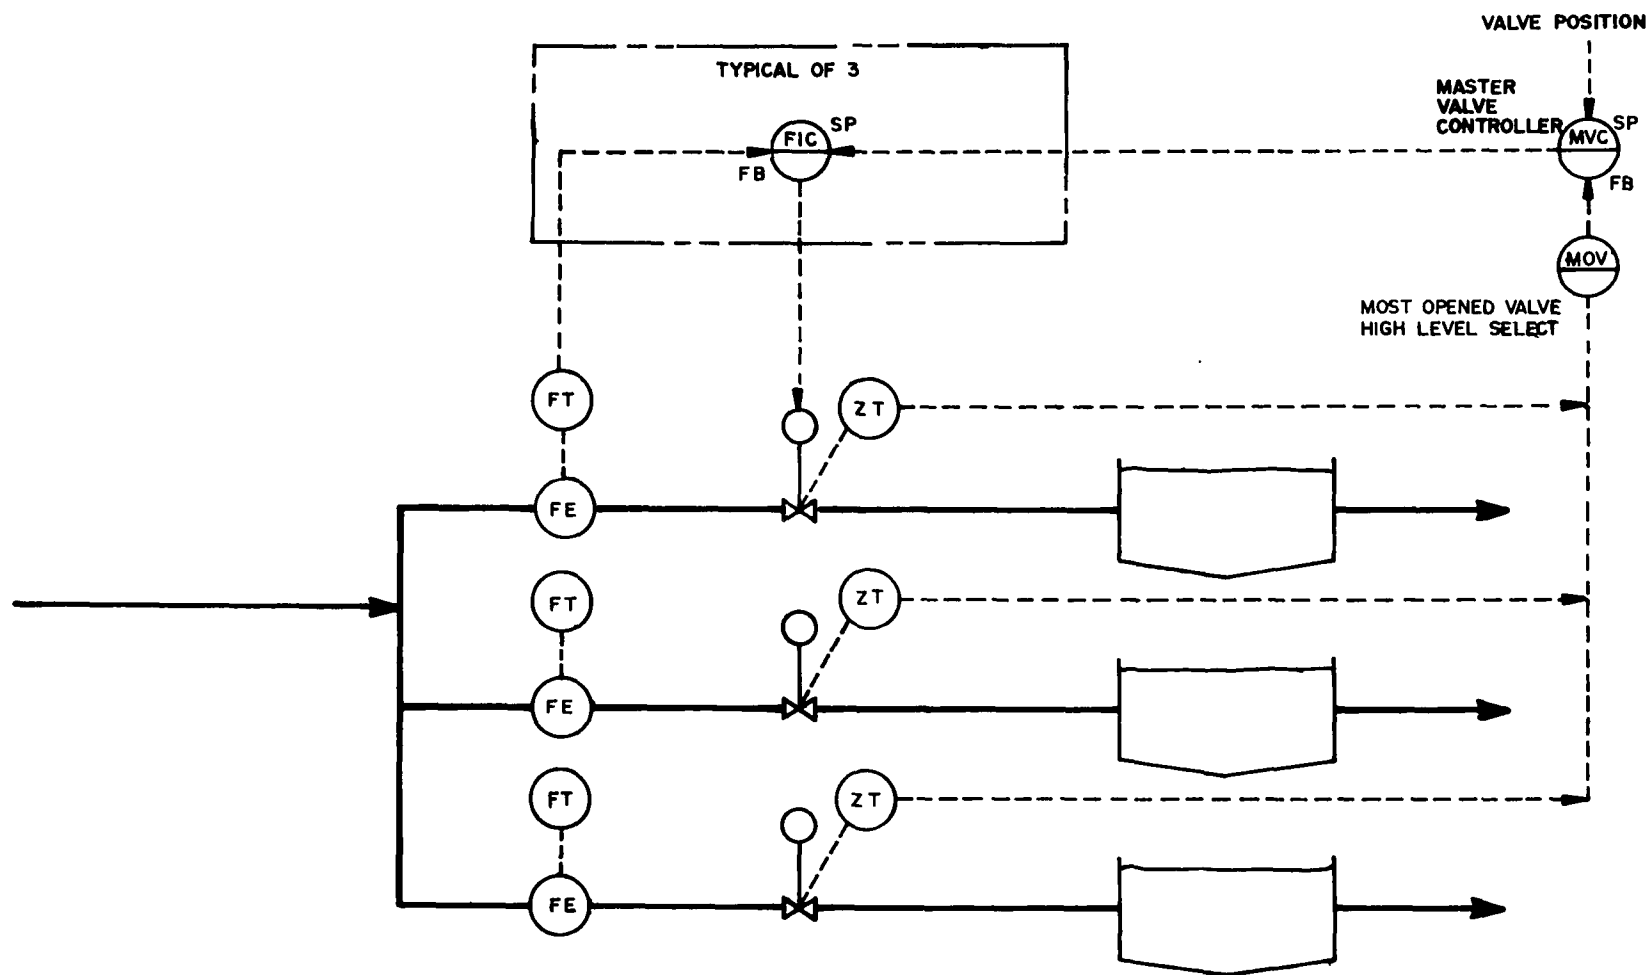 VALVE POSITION
TYPICAL OF 3
MASTER
VALVE
CONTROLLER
SP
MVC
FB
SP
FIC
FB
MOV
MOST OPENED VALVE
HIGH LEVEL SELECT
FT
ZT
FE
FT
ZT
FE
FT
ZT
FE